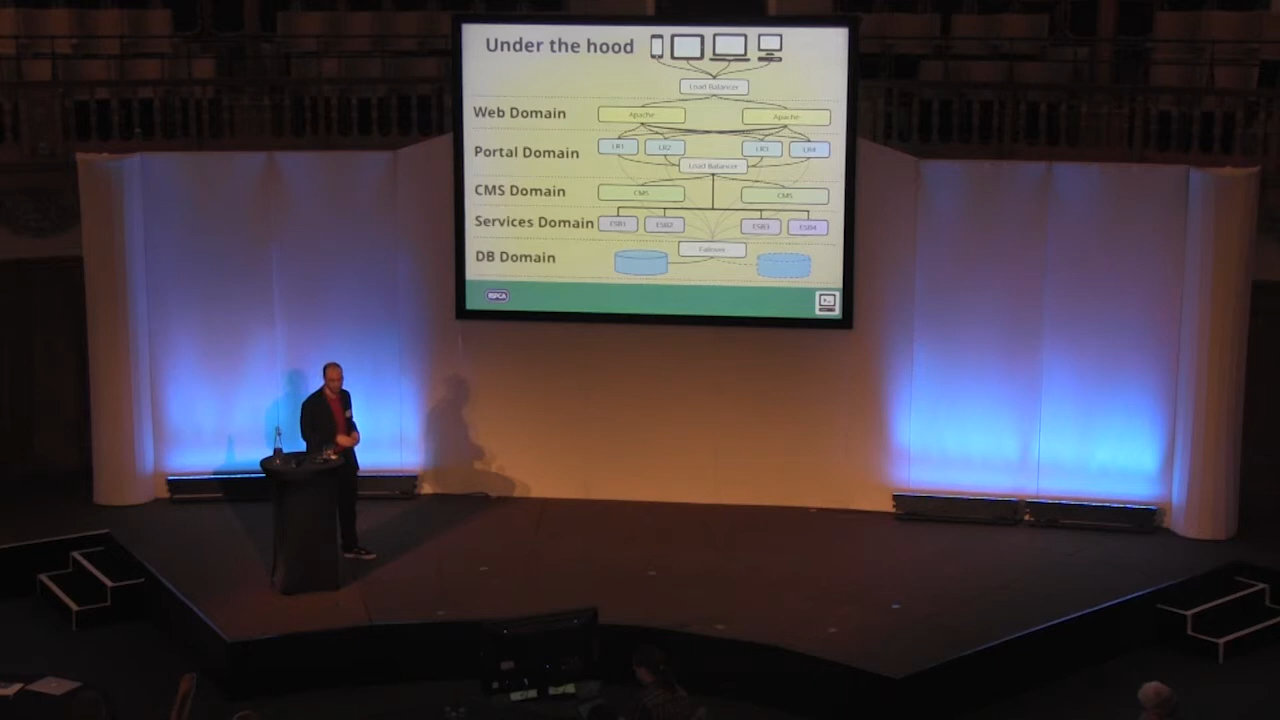 Under the hood
Load Balancer
Web Domain
Apache
Apache
Portal Domain
LR1
LR2
LR3
LR4
Load Balancer
CMS Domain
CMS
CMS
Services Domain
ESB1
ESB2
ESB3
ESB4
Failover
DB Domain
RSPCA